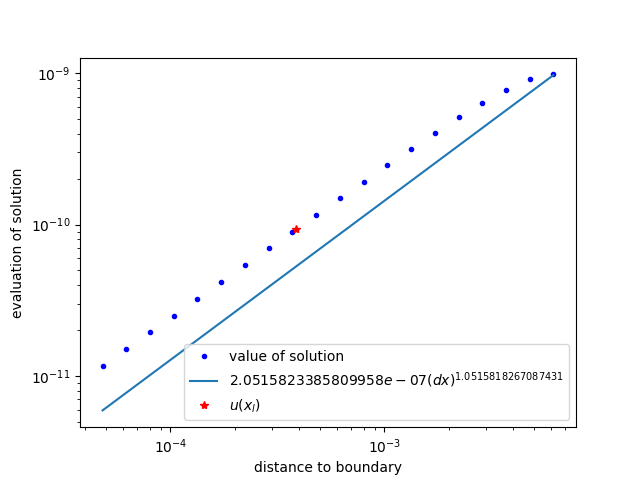 10⁻⁹
10⁻¹⁰
10⁻¹¹
evaluation of solution
value of solution
2.0515823385809958e − 07(dx)^1.0515818267087431
u(x_l)
10⁻⁴ 10⁻³
distance to boundary